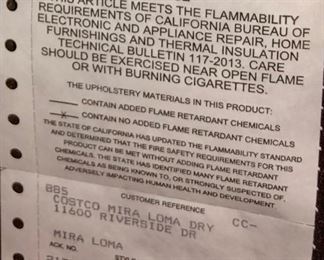 THIS ARTICLE MEETS THE FLAMMABILITY
REQUIREMENTS OF CALIFORNIA BUREAU OF
ELECTRONIC AND APPLIANCE REPAIR, HOME
FURNISHINGS AND THERMAL INSULATION
TECHNICAL BULLETIN 117-2013. CARE
SHOULD BE EXERCISED NEAR OPEN FLAME
OR WITH BURNING CIGARETTES.
THE UPHOLSTERY MATERIALS IN THIS PRODUCT:
CONTAIN ADDED FLAME RETARDANT CHEMICALS
X CONTAIN NO ADDED FLAME RETARDANT CHEMICALS
THE STATE OF CALIFORNIA HAS UPDATED THE FLAMMABILITY STANDARD
AND DETERMINED THAT THE FIRE SAFETY REQUIREMENTS FOR THIS
PRODUCT CAN BE MET WITHOUT ADDING FLAME RETARDANT
CHEMICALS. THE STATE HAS IDENTIFIED MANY FLAME RETARDANT
CHEMICALS AS BEING KNOWN TO, OR STRONGLY SUSPECTED OF,
ADVERSELY IMPACTING HUMAN HEALTH AND DEVELOPMENT.
CUSTOMER REFERENCE
BBS CC-
COSTCO MIRA LOMA DRY
11600 RIVERSIDE DR
MIRA LOMA
ACK. NO.